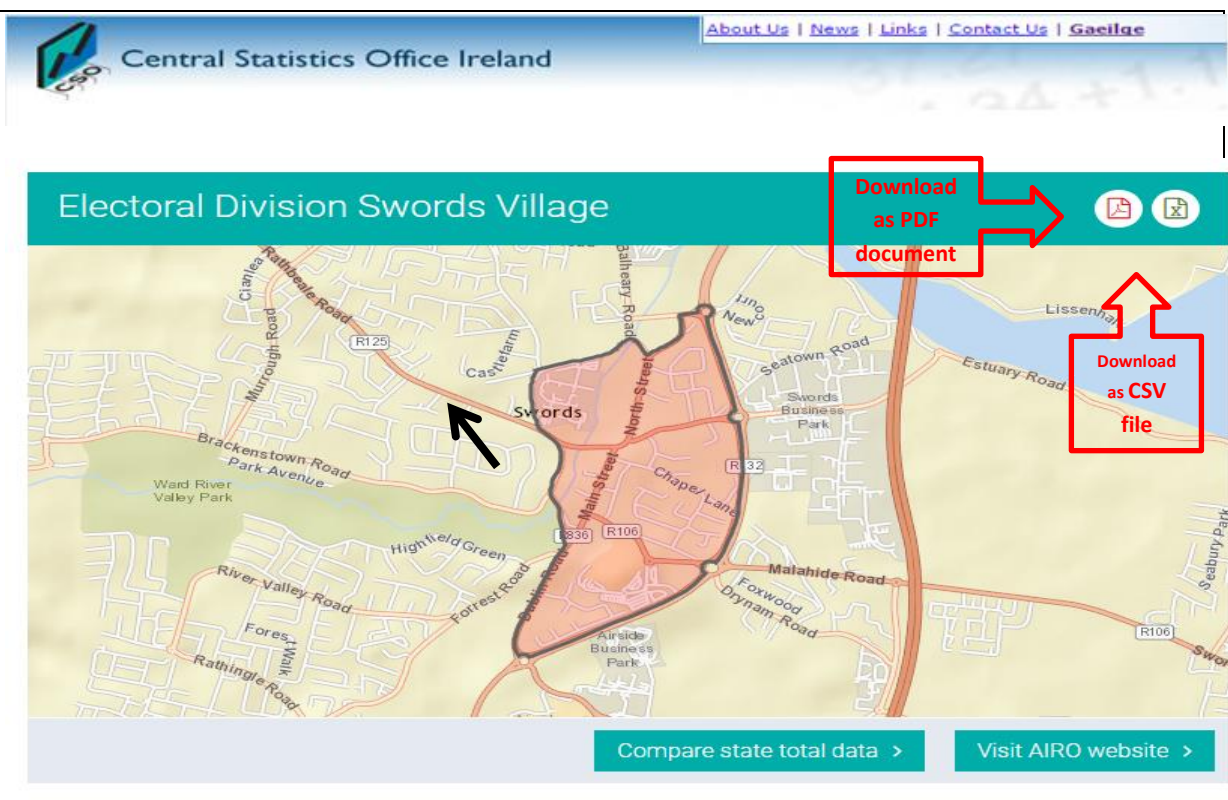 About Us | News | Links | Contact Us | Gaeilge
Central Statistics Office Ireland
CSO
Electoral Division Swords Village
Download
as PDF
document
Download
as CSV
file
Rathbeale Road
Cianlea
Murrough Road
R125
Castlefarm
Balheary Road
New Court
Lissenhall
Seatown Road
Estuary Road
Swords
Business
Park
Swords
North Street
Brackenstown Road
Park Avenue
Ward River
Valley Park
Main Street
Chapel Lane
R132
R836
R106
Highfield Green
River Valley Road
Forrest Road
Dublin Road
Malahide Road
Foxwood
Drynam Road
Seabury Park
Forest Walk
Rathingle Road
Airside
Business
Park
R106
Compare state total data >
Visit AIRO website >